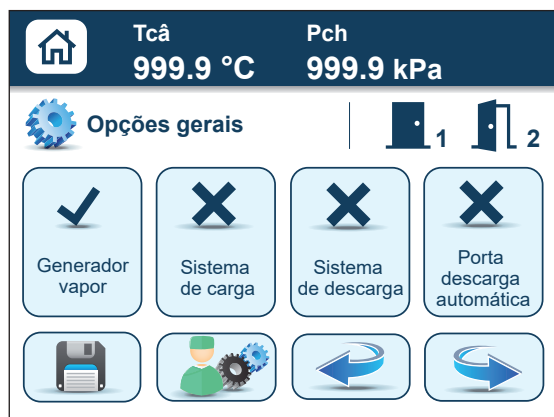 Tcâ Pch
999.9 °C 999.9 kPa
Opções gerais
1 2
Generador
vapor
Sistema
de carga
Sistema
de descarga
Porta
descarga
automática